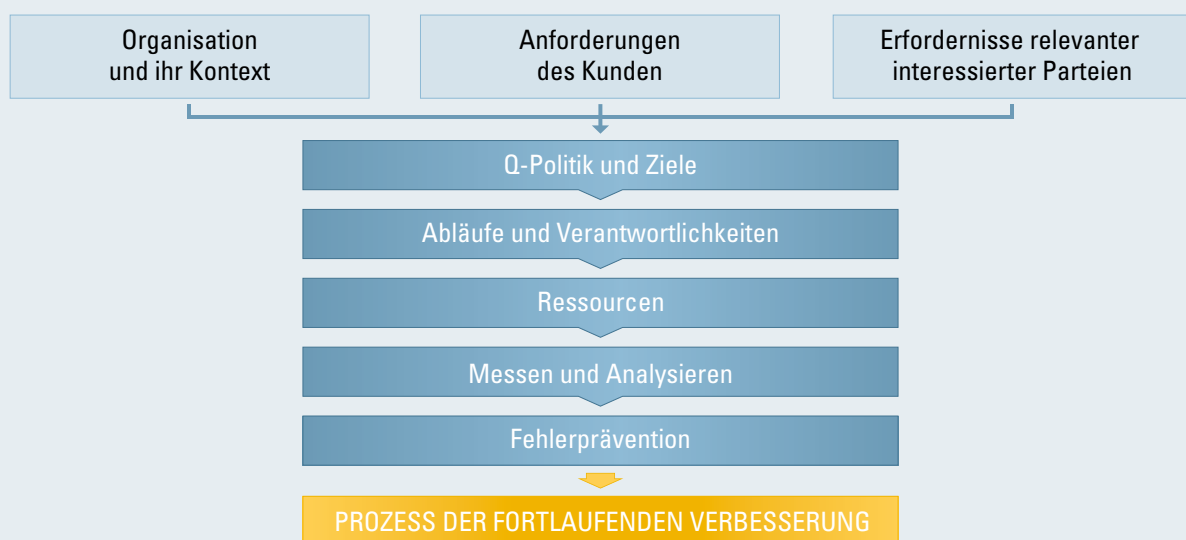 Organisation
und ihr Kontext
Anforderungen
des Kunden
Erfordernisse relevanter
interessierter Parteien
Q-Politik und Ziele
Abläufe und Verantwortlichkeiten
Ressourcen
Messen und Analysieren
Fehlerprävention
PROZESS DER FORTLAUFENDEN VERBESSERUNG